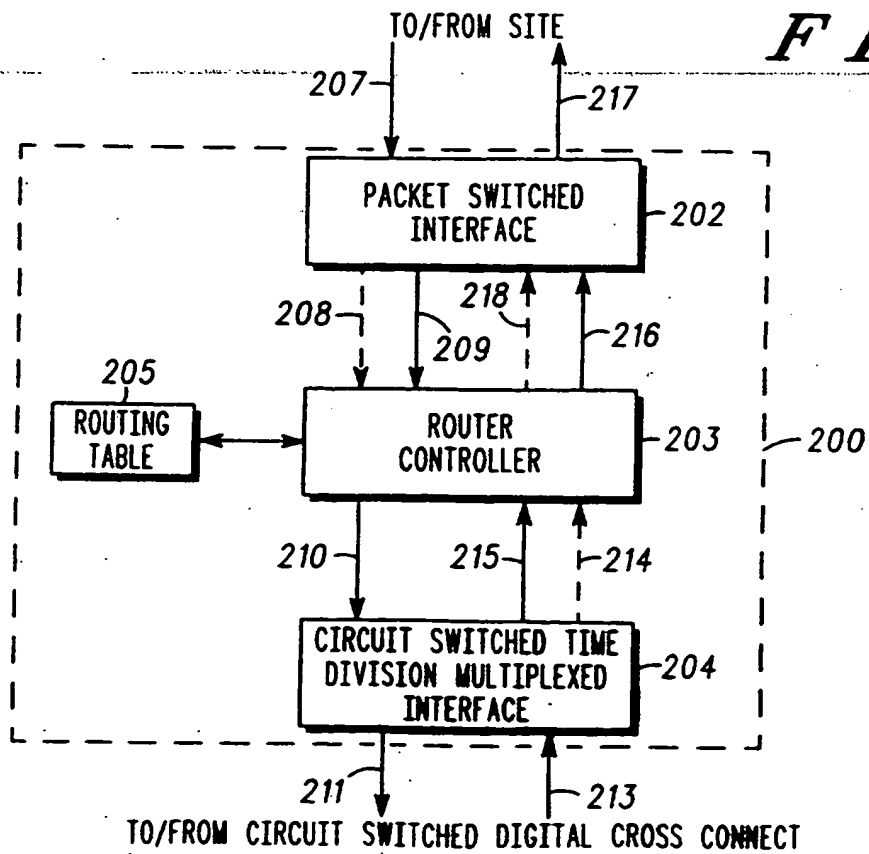 TO/FROM SITE
F
207
217
PACKET SWITCHED
INTERFACE
202
208
209
218
216
205
ROUTING
TABLE
ROUTER
CONTROLLER
203
200
210
215
214
CIRCUIT SWITCHED TIME
DIVISION MULTIPLEXED
INTERFACE
204
211
213
TO/FROM CIRCUIT SWITCHED DIGITAL CROSS CONNECT